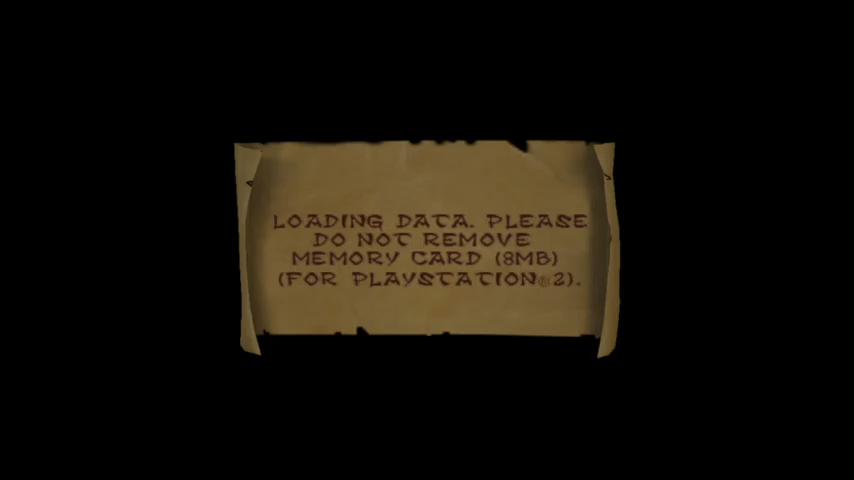 LOADING DATA. PLEASE
DO NOT REMOVE
MEMORY CARD (8MB)
(FOR PLAYSTATION®2).